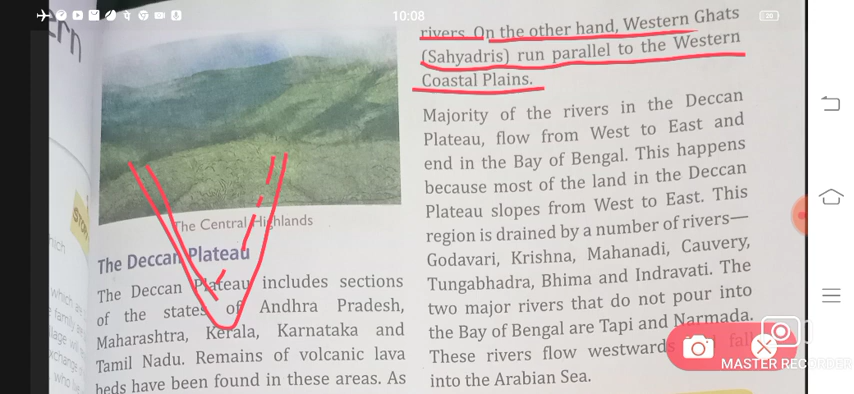 10:08
The Central Highlands
The Deccan Plateau
The Deccan Plateau includes sections
of the states of Andhra Pradesh,
Maharashtra, Kerala, Karnataka and
Tamil Nadu. Remains of volcanic lava
beds have been found in these areas. As
rivers. On the other hand, Western Ghats
(Sahyadris) run parallel to the Western
Coastal Plains.
Majority of the rivers in the Deccan
Plateau, flow from West to East and
end in the Bay of Bengal. This happens
because most of the land in the Deccan
Plateau slopes from West to East. This
region is drained by a number of rivers—
Godavari, Krishna, Mahanadi, Cauvery,
Tungabhadra, Bhima and Indravati. The
two major rivers that do not pour into
the Bay of Bengal are Tapi and Narmada.
These rivers flow westwards fall
into the Arabian Sea.
MASTER RECORDER